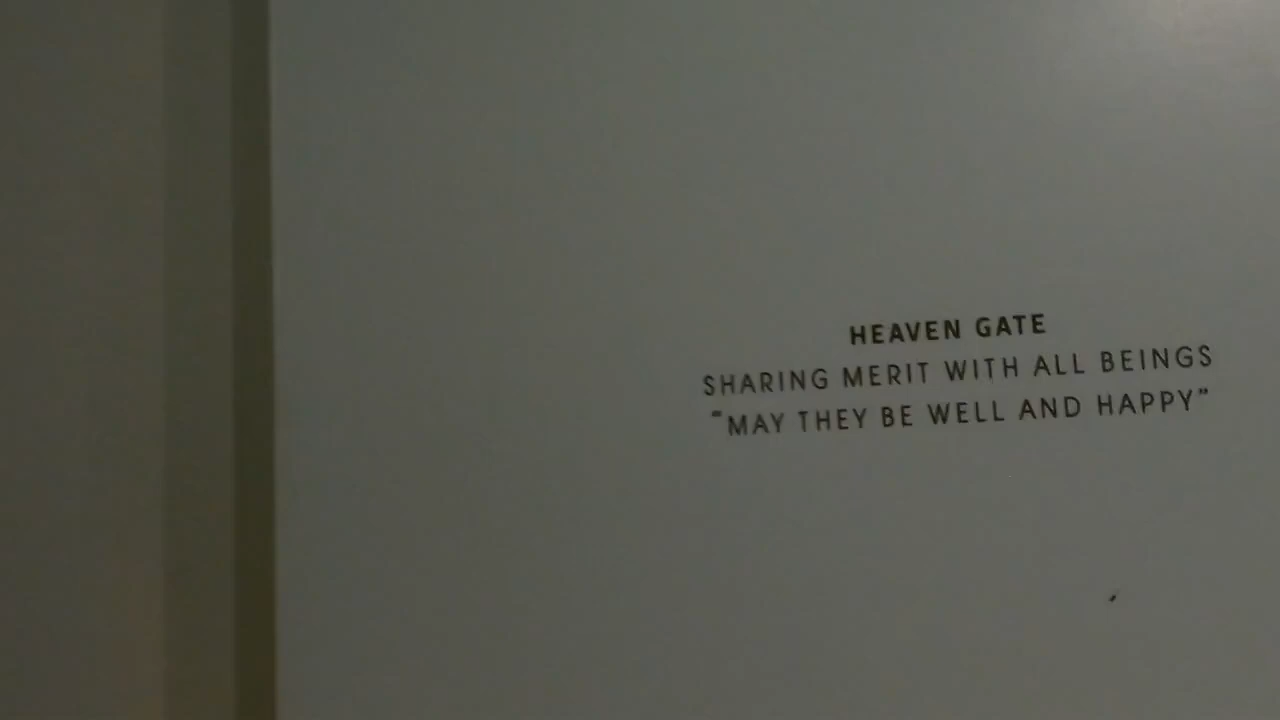 HEAVEN GATE
SHARING MERIT WITH ALL BEINGS
“MAY THEY BE WELL AND HAPPY”